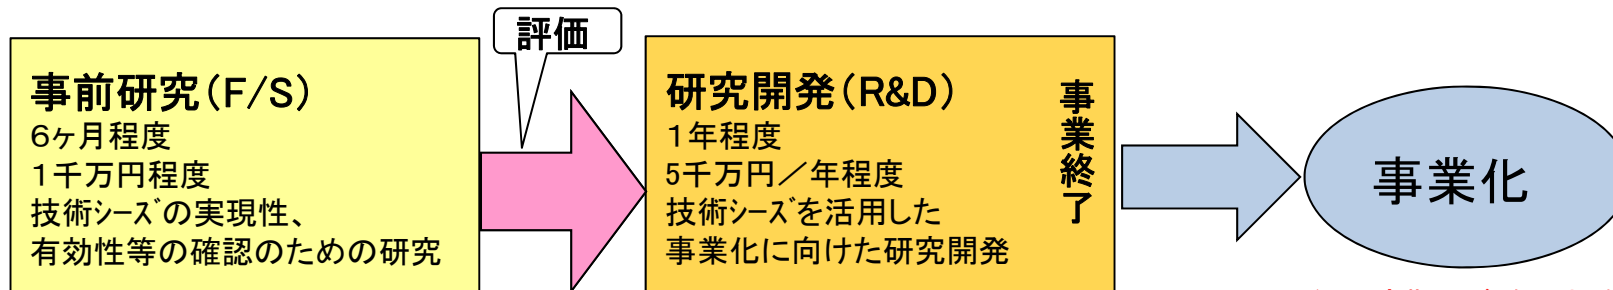 評価
事前研究(F/S)
6ヶ月程度
1千万円程度
技術ｼｰｽﾞの実現性、
有効性等の確認のための研究
研究開発(R&D)
1年程度
5千万円／年程度
技術ｼｰｽﾞを活用した
事業化に向けた研究開発
事業終了
事業化